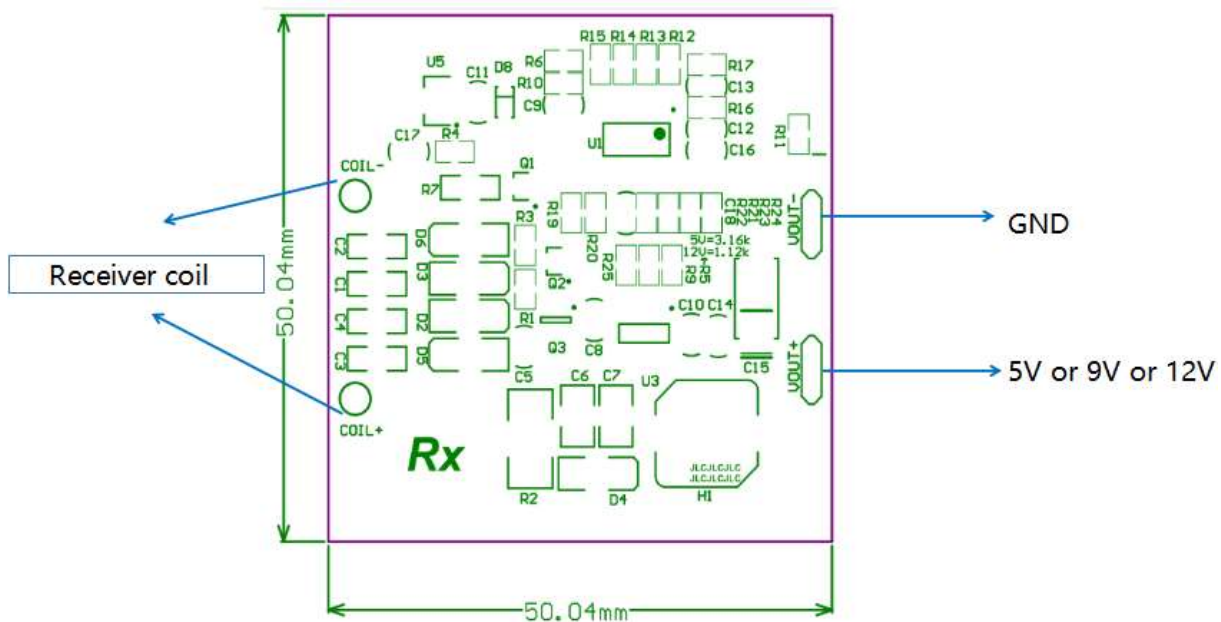 R15 R14 R13 R12
U5
R6
R17
C11
D8
R10
C13
C9
R16
C12
R11
C17
R4
U1
C16
COIL-
Q1
R7
VOUT-
GND
R3
R19
C18
R22
R21
R23
R24
D6
5V=3.16k
12V=1.12k
C2
R20
Q2
R25
R9
R5
Receiver coil
50.04mm
D3
C1
C10 C14
D2
R1
C4
Q3
C8
C15
VOUT+
5V or 9V or 12V
D5
C3
C5
C6
C7
U3
COIL+
Rx
JLCJLCJLC
JLCJLCJLC
R2
D4
H1
50.04mm